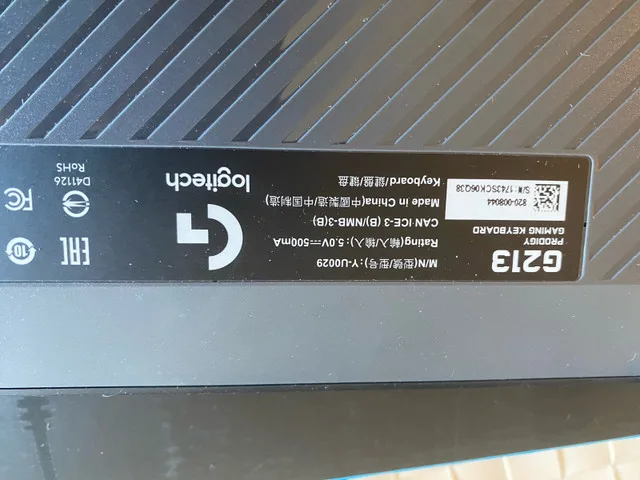 G213
PRODIGY
GAMING KEYBOARD
820-008044
S/N:1743SCK06Q38
M/N(型號/型号):Y-U0029
Rating(輸入/输入):5.0V⎓500mA
CAN ICE-3 (B)/NMB-3(B)
Made in China(中國製造/中国制造)
Keyboard/鍵盤/键盘
G
logitech
10
EAC
D41126
RoHS
FC